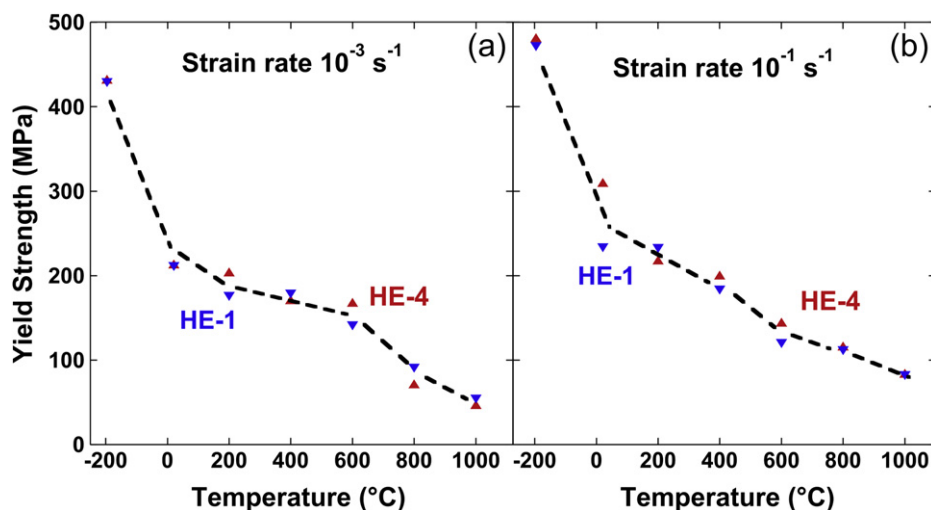 500
400
300
200
100
0
Yield Strength (MPa)
(a)
Strain rate 10⁻³ s⁻¹
HE-1
HE-4
-200 0 200 400 600 800 1000
Temperature (°C)
(b)
Strain rate 10⁻¹ s⁻¹
HE-1
HE-4
-200 0 200 400 600 800 1000
Temperature (°C)